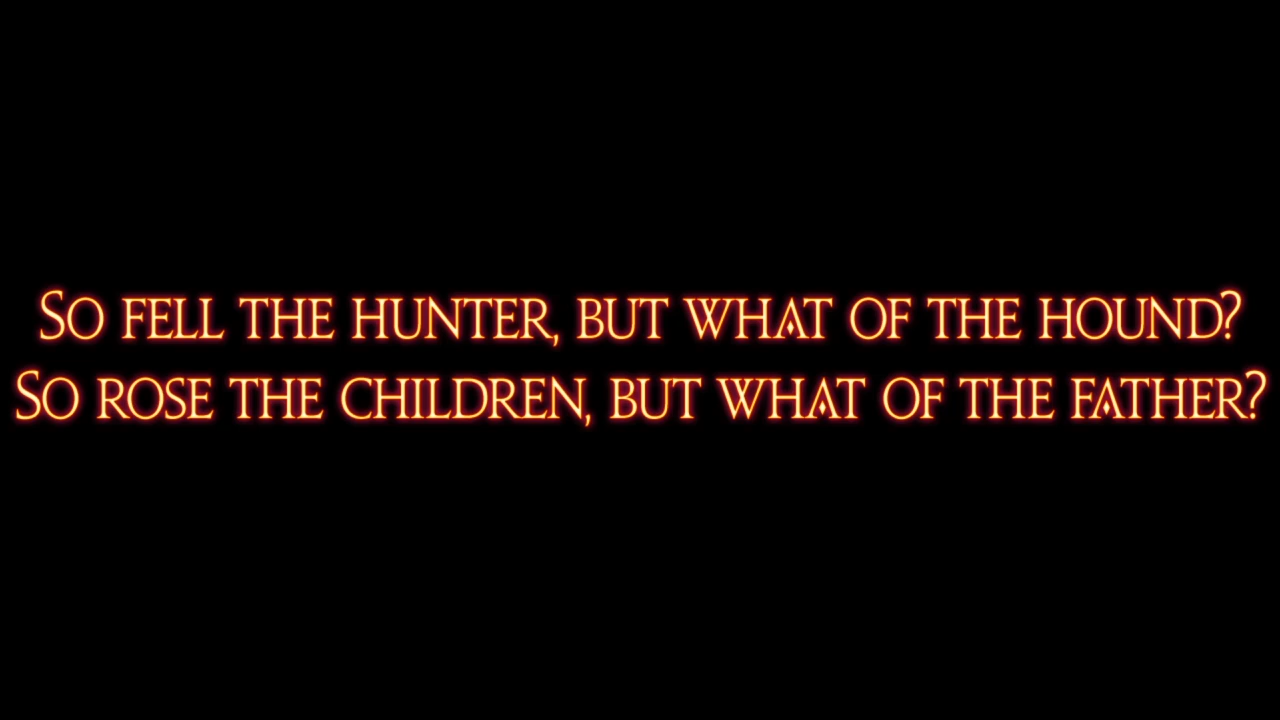 So fell the hunter, but what of the hound?
So rose the children, but what of the father?